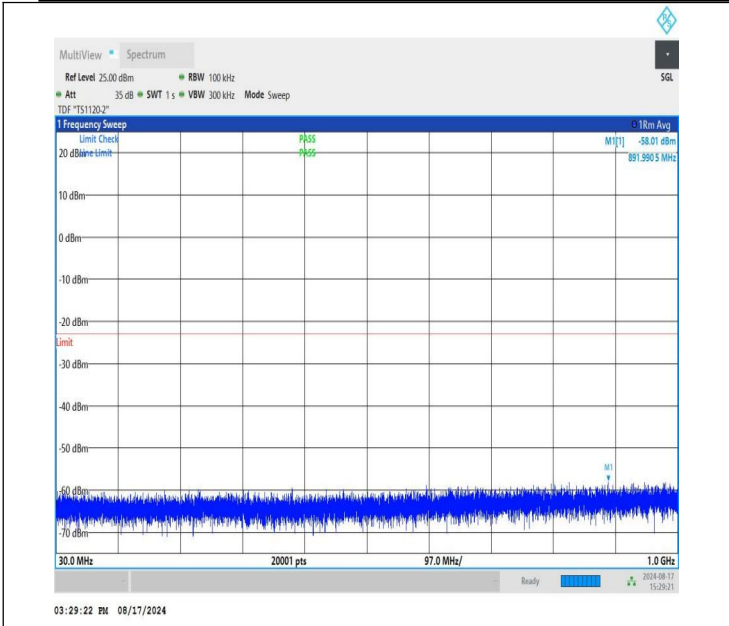 MultiView Spectrum
Ref Level 25.00 dBm RBW 100 kHz SGL
Att 35 dB SWT 1 s VBW 300 kHz Mode Sweep
TDF "TS1120-2"
1 Frequency Sweep 1Rm Avg
Limit Check PASS M1[1] -58.01 dBm
20 dBm Line Limit PASS 891.990 5 MHz
10 dBm
0 dBm
-10 dBm
-20 dBm
Limit
-30 dBm
-40 dBm
-50 dBm
M1
-60 dBm
-70 dBm
30.0 MHz 20001 pts 97.0 MHz/ 1.0 GHz
Ready 2024-08-17
15:29:21
03:29:22 PM 08/17/2024